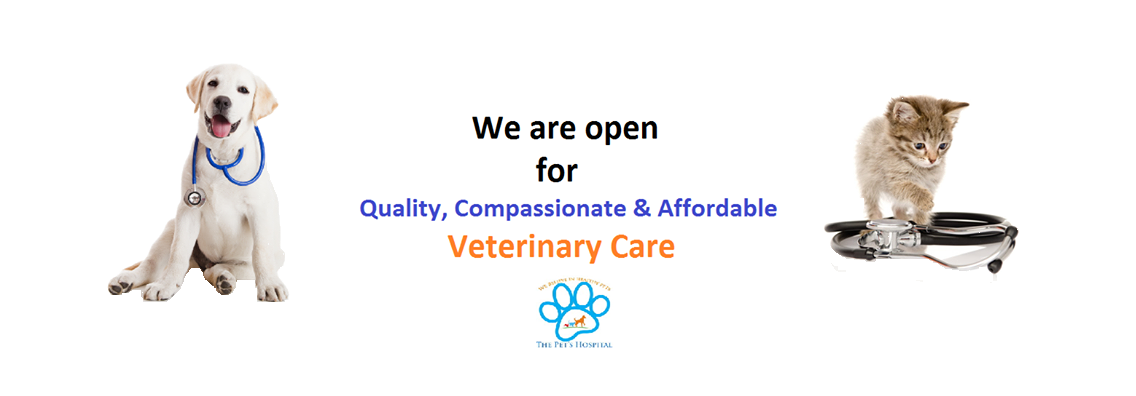 We are open
for
Quality, Compassionate & Affordable
Veterinary Care
The Pet's Hospital